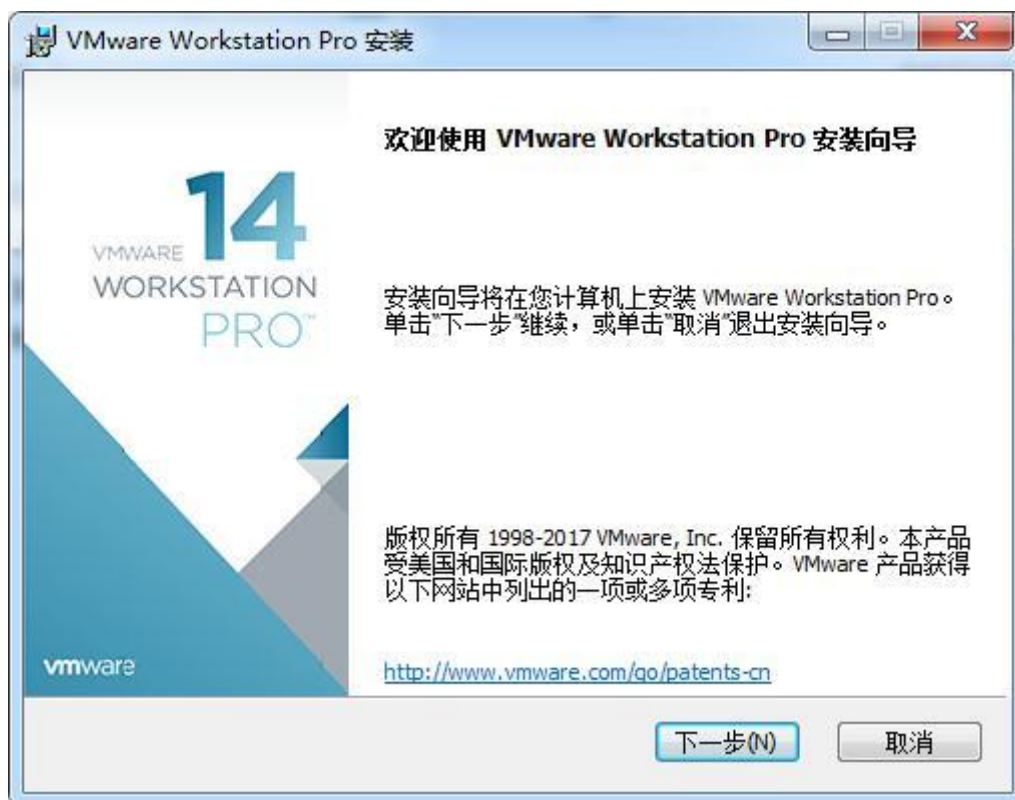 VMware Workstation Pro 安装
欢迎使用 VMware Workstation Pro 安装向导
14
VMWARE
WORKSTATION
PRO™
安装向导将在您计算机上安装 VMware Workstation Pro。
单击"下一步"继续，或单击"取消"退出安装向导。
版权所有 1998-2017 VMware, Inc. 保留所有权利。本产品
受美国和国际版权及知识产权法保护。VMware 产品获得
以下网站中列出的一项或多项专利:
http://www.vmware.com/go/patents-cn
vmware
下一步(N)
取消